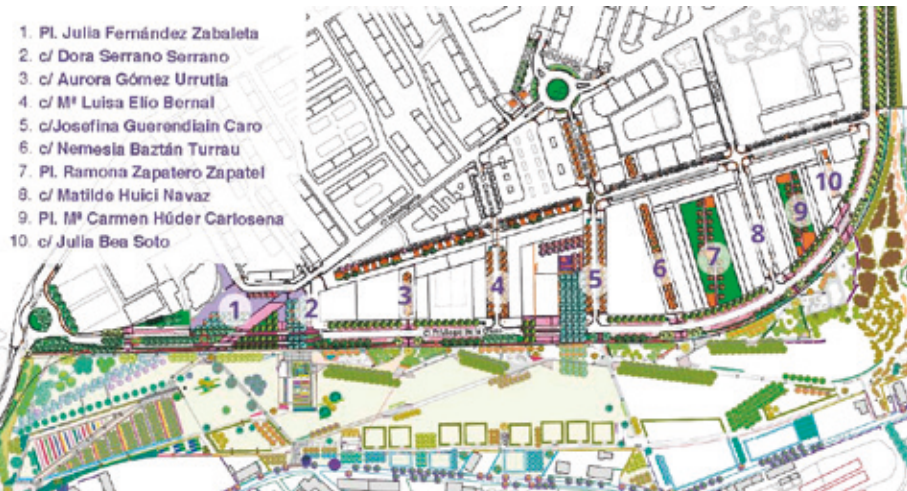 1. Pl. Julia Fernández Zabaleta
2. c/ Dora Serrano Serrano
3. c/ Aurora Gómez Urrutia
4. c/ Mª Luisa Elío Bernal
5. c/Josefina Guerendiain Caro
6. c/ Nemesia Baztán Turrau
7. Pl. Ramona Zapatero Zapatel
8. c/ Matilde Huici Navaz
9. Pl. Mª Carmen Húder Carlosena
10. c/ Julia Bea Soto
10
9
8
7
6
5
4
3
2
1